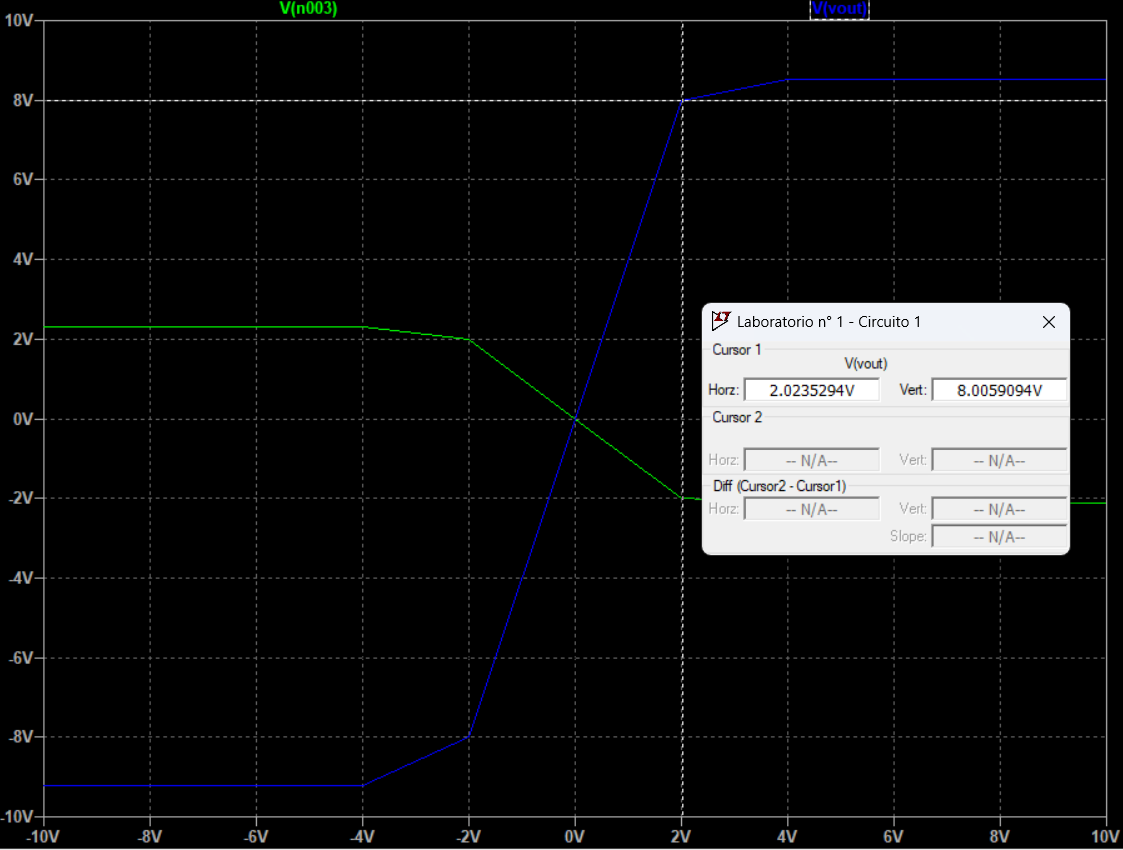 V(n003) V(vout)
10V
8V
6V
4V
2V
0V
-2V
-4V
-6V
-8V
-10V
-10V -8V -6V -4V -2V 0V 2V 4V 6V 8V 10V
Laboratorio n° 1 - Circuito 1
Cursor 1
V(vout)
Horz: 2.0235294V Vert: 8.0059094V
Cursor 2
Horz: -- N/A-- Vert: -- N/A--
Diff (Cursor2 - Cursor1)
Horz: -- N/A-- Vert: -- N/A--
Slope: -- N/A--